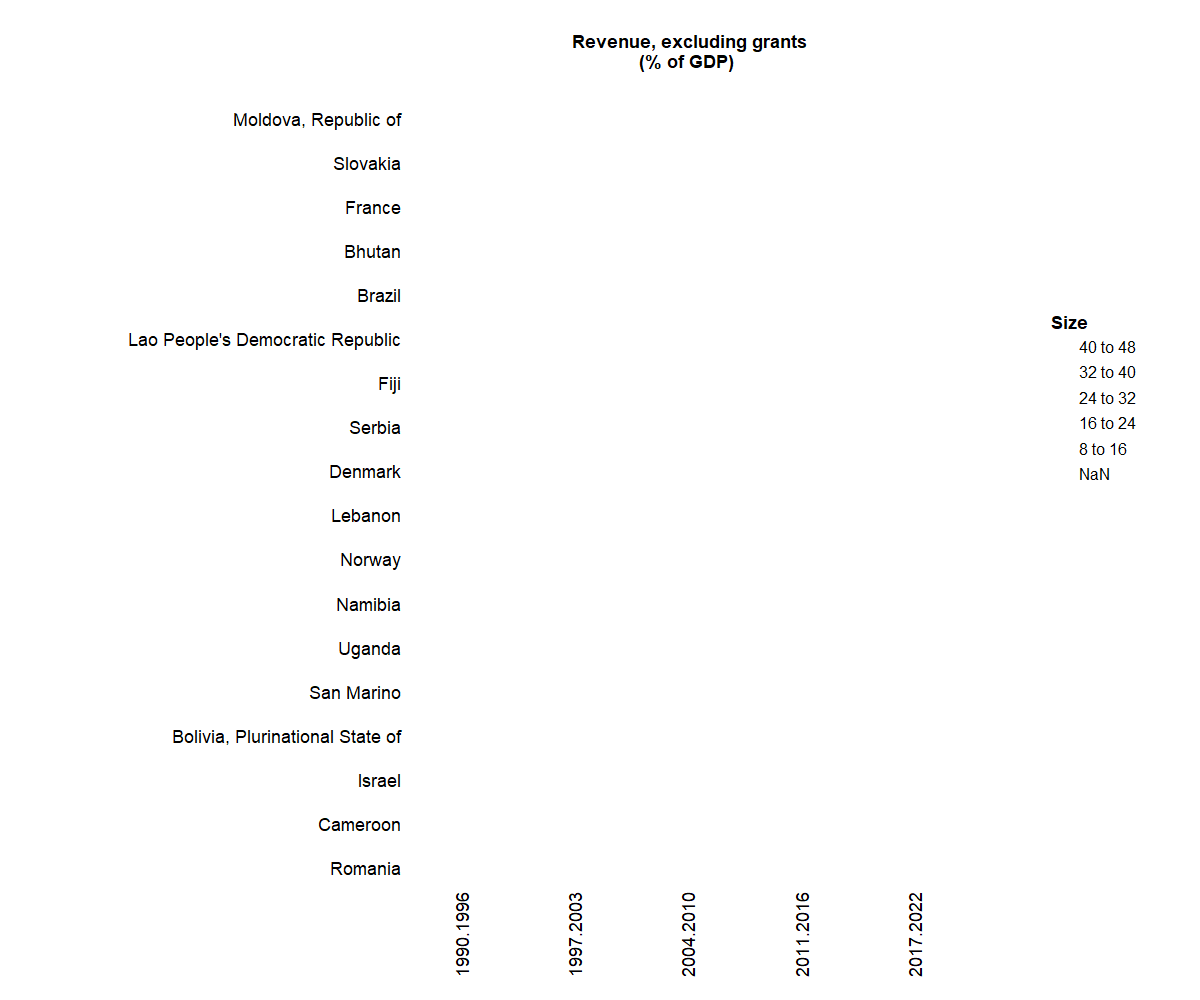 Revenue, excluding grants
(% of GDP)
Moldova, Republic of
Slovakia
France
Bhutan
Brazil
Lao People's Democratic Republic
Fiji
Serbia
Denmark
Lebanon
Norway
Namibia
Uganda
San Marino
Bolivia, Plurinational State of
Israel
Cameroon
Romania
1990.1996
1997.2003
2004.2010
2011.2016
2017.2022
Size
40 to 48
32 to 40
24 to 32
16 to 24
8 to 16
NaN